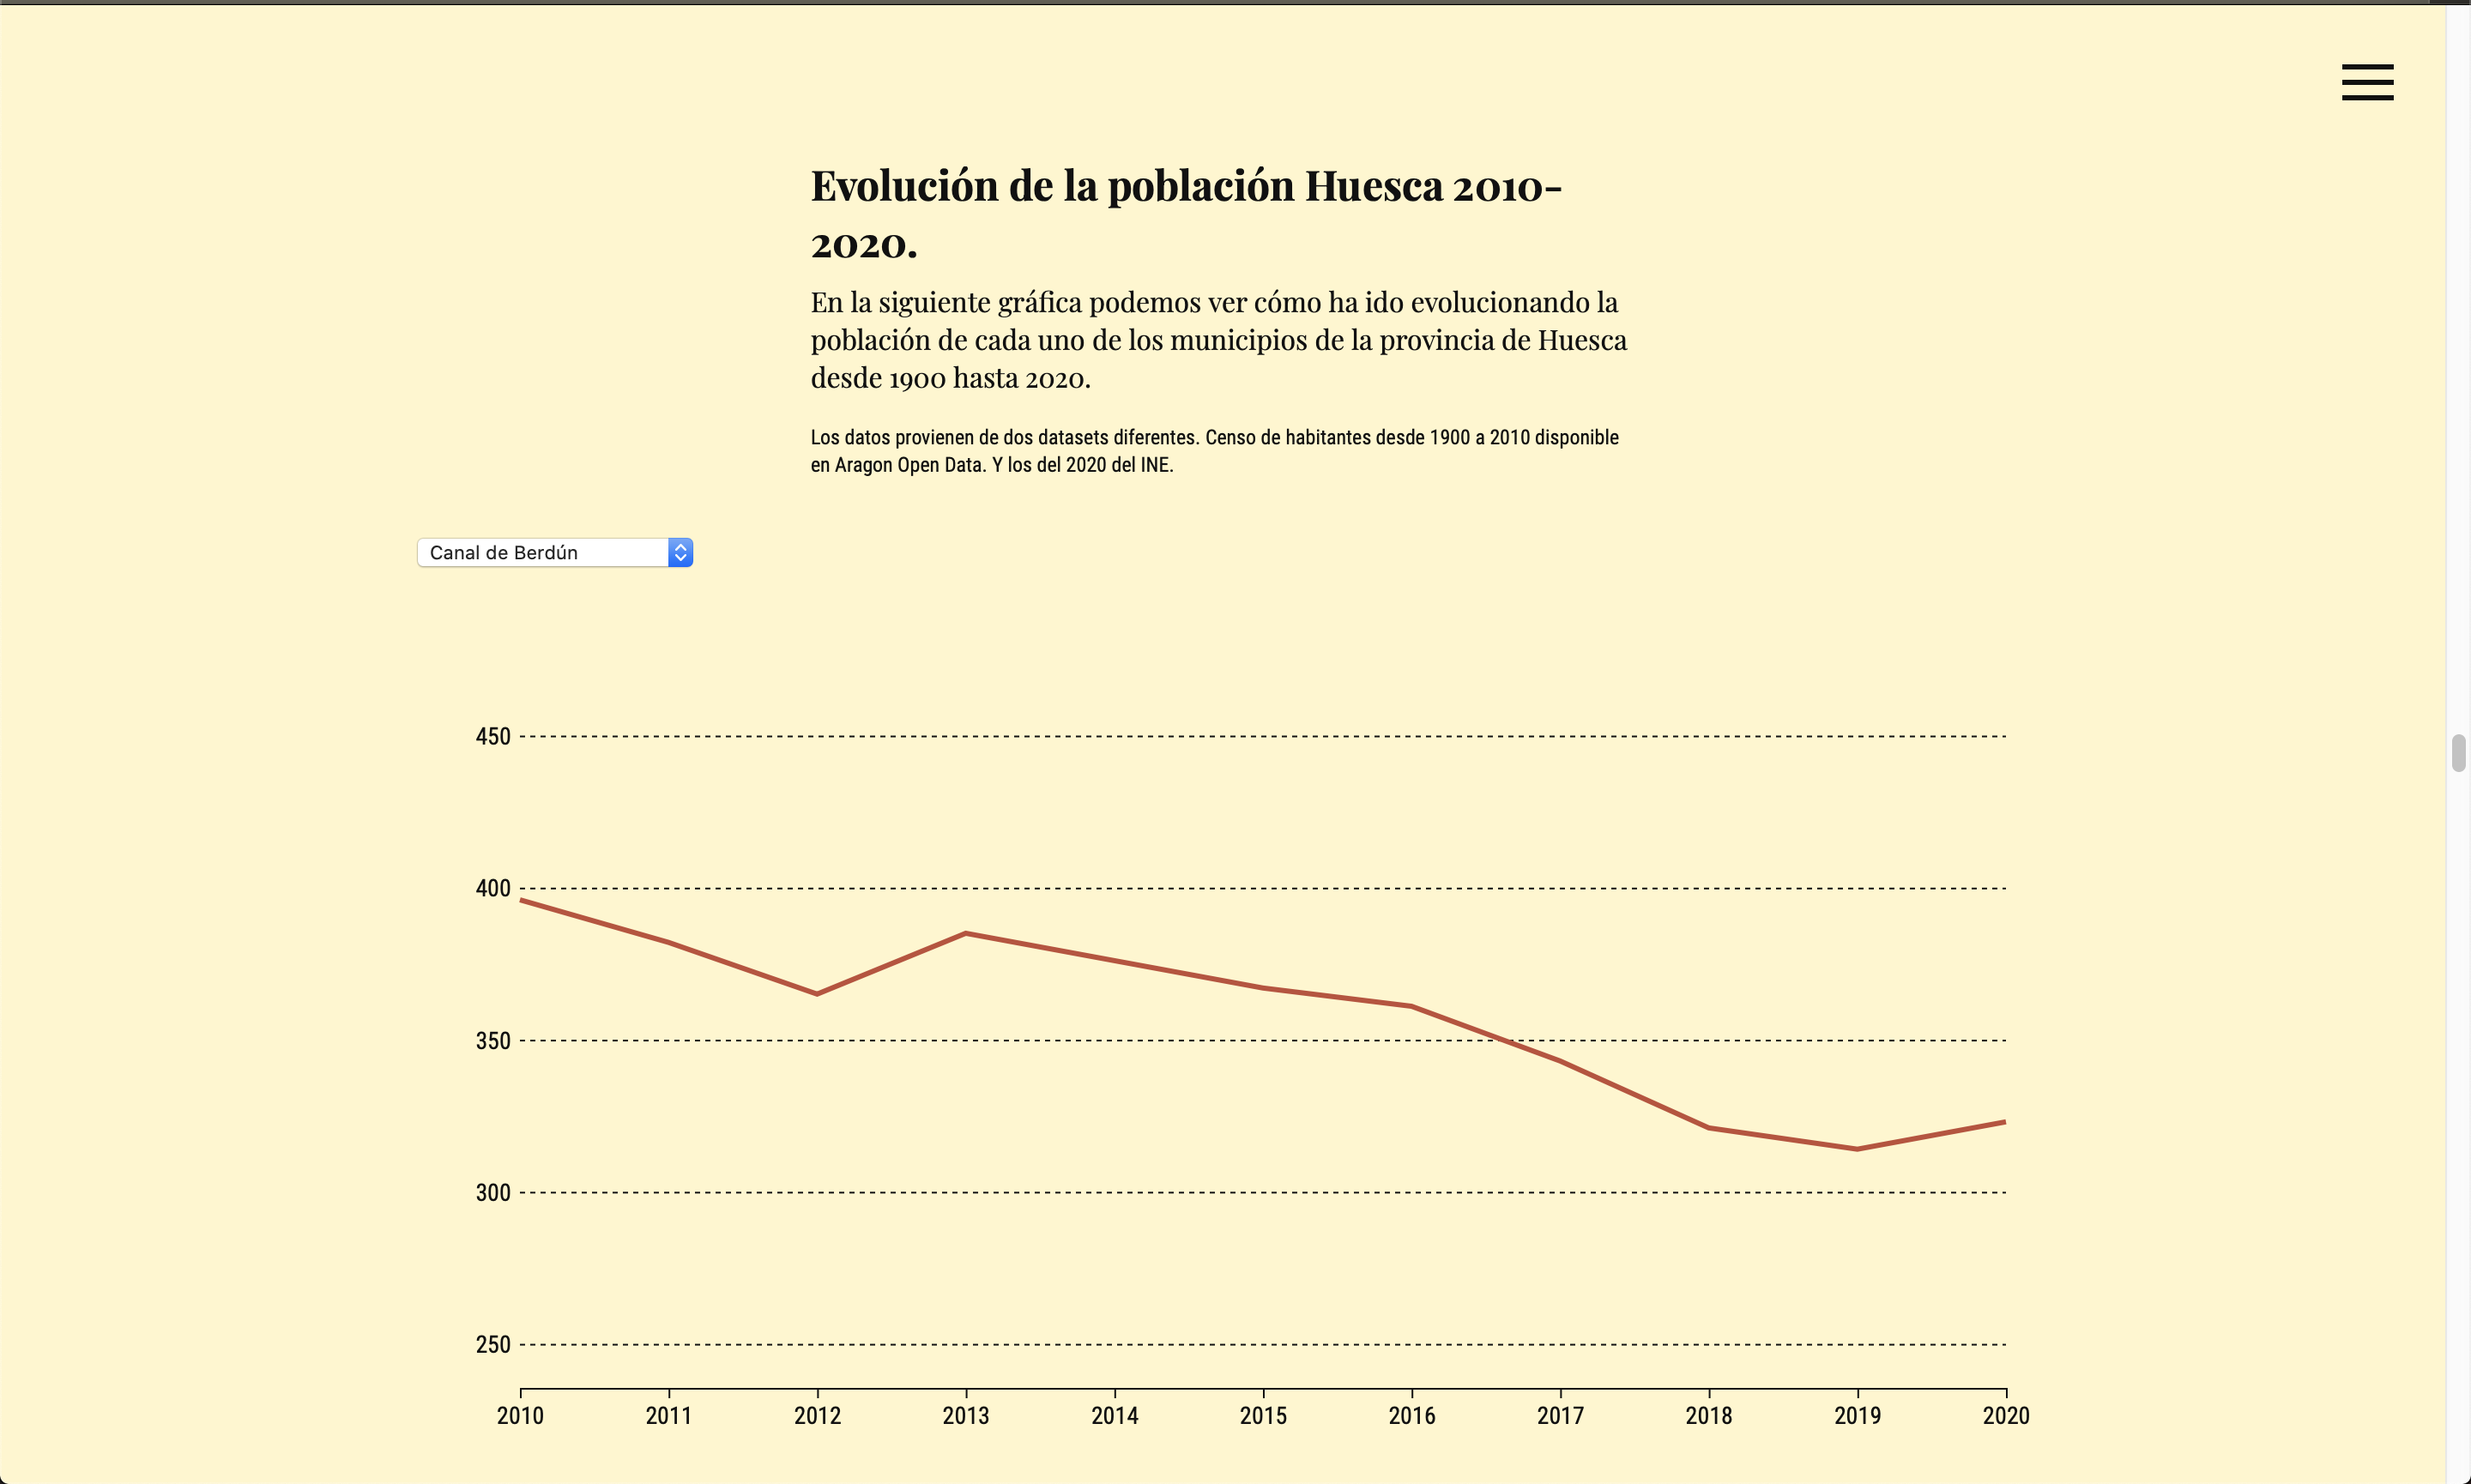 Evolución de la población Huesca 2010-
2020.
En la siguiente gráfica podemos ver cómo ha ido evolucionando la
población de cada uno de los municipios de la provincia de Huesca
desde 1900 hasta 2020.
Los datos provienen de dos datasets diferentes. Censo de habitantes desde 1900 a 2010 disponible
en Aragon Open Data. Y los del 2020 del INE.
Canal de Berdún
450
400
350
300
250
2010 2011 2012 2013 2014 2015 2016 2017 2018 2019 2020